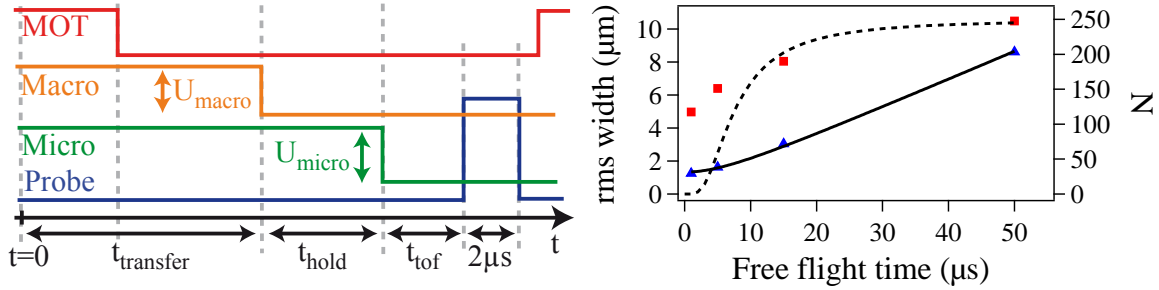 MOT
Macro
U_macro
Micro
U_micro
Probe
t=0
t_transfer
t_hold
t_tof
2µs
t
rms width (µm)
10
8
6
4
2
0
250
200
150
100
50
0
N
0
10
20
30
40
50
Free flight time (µs)